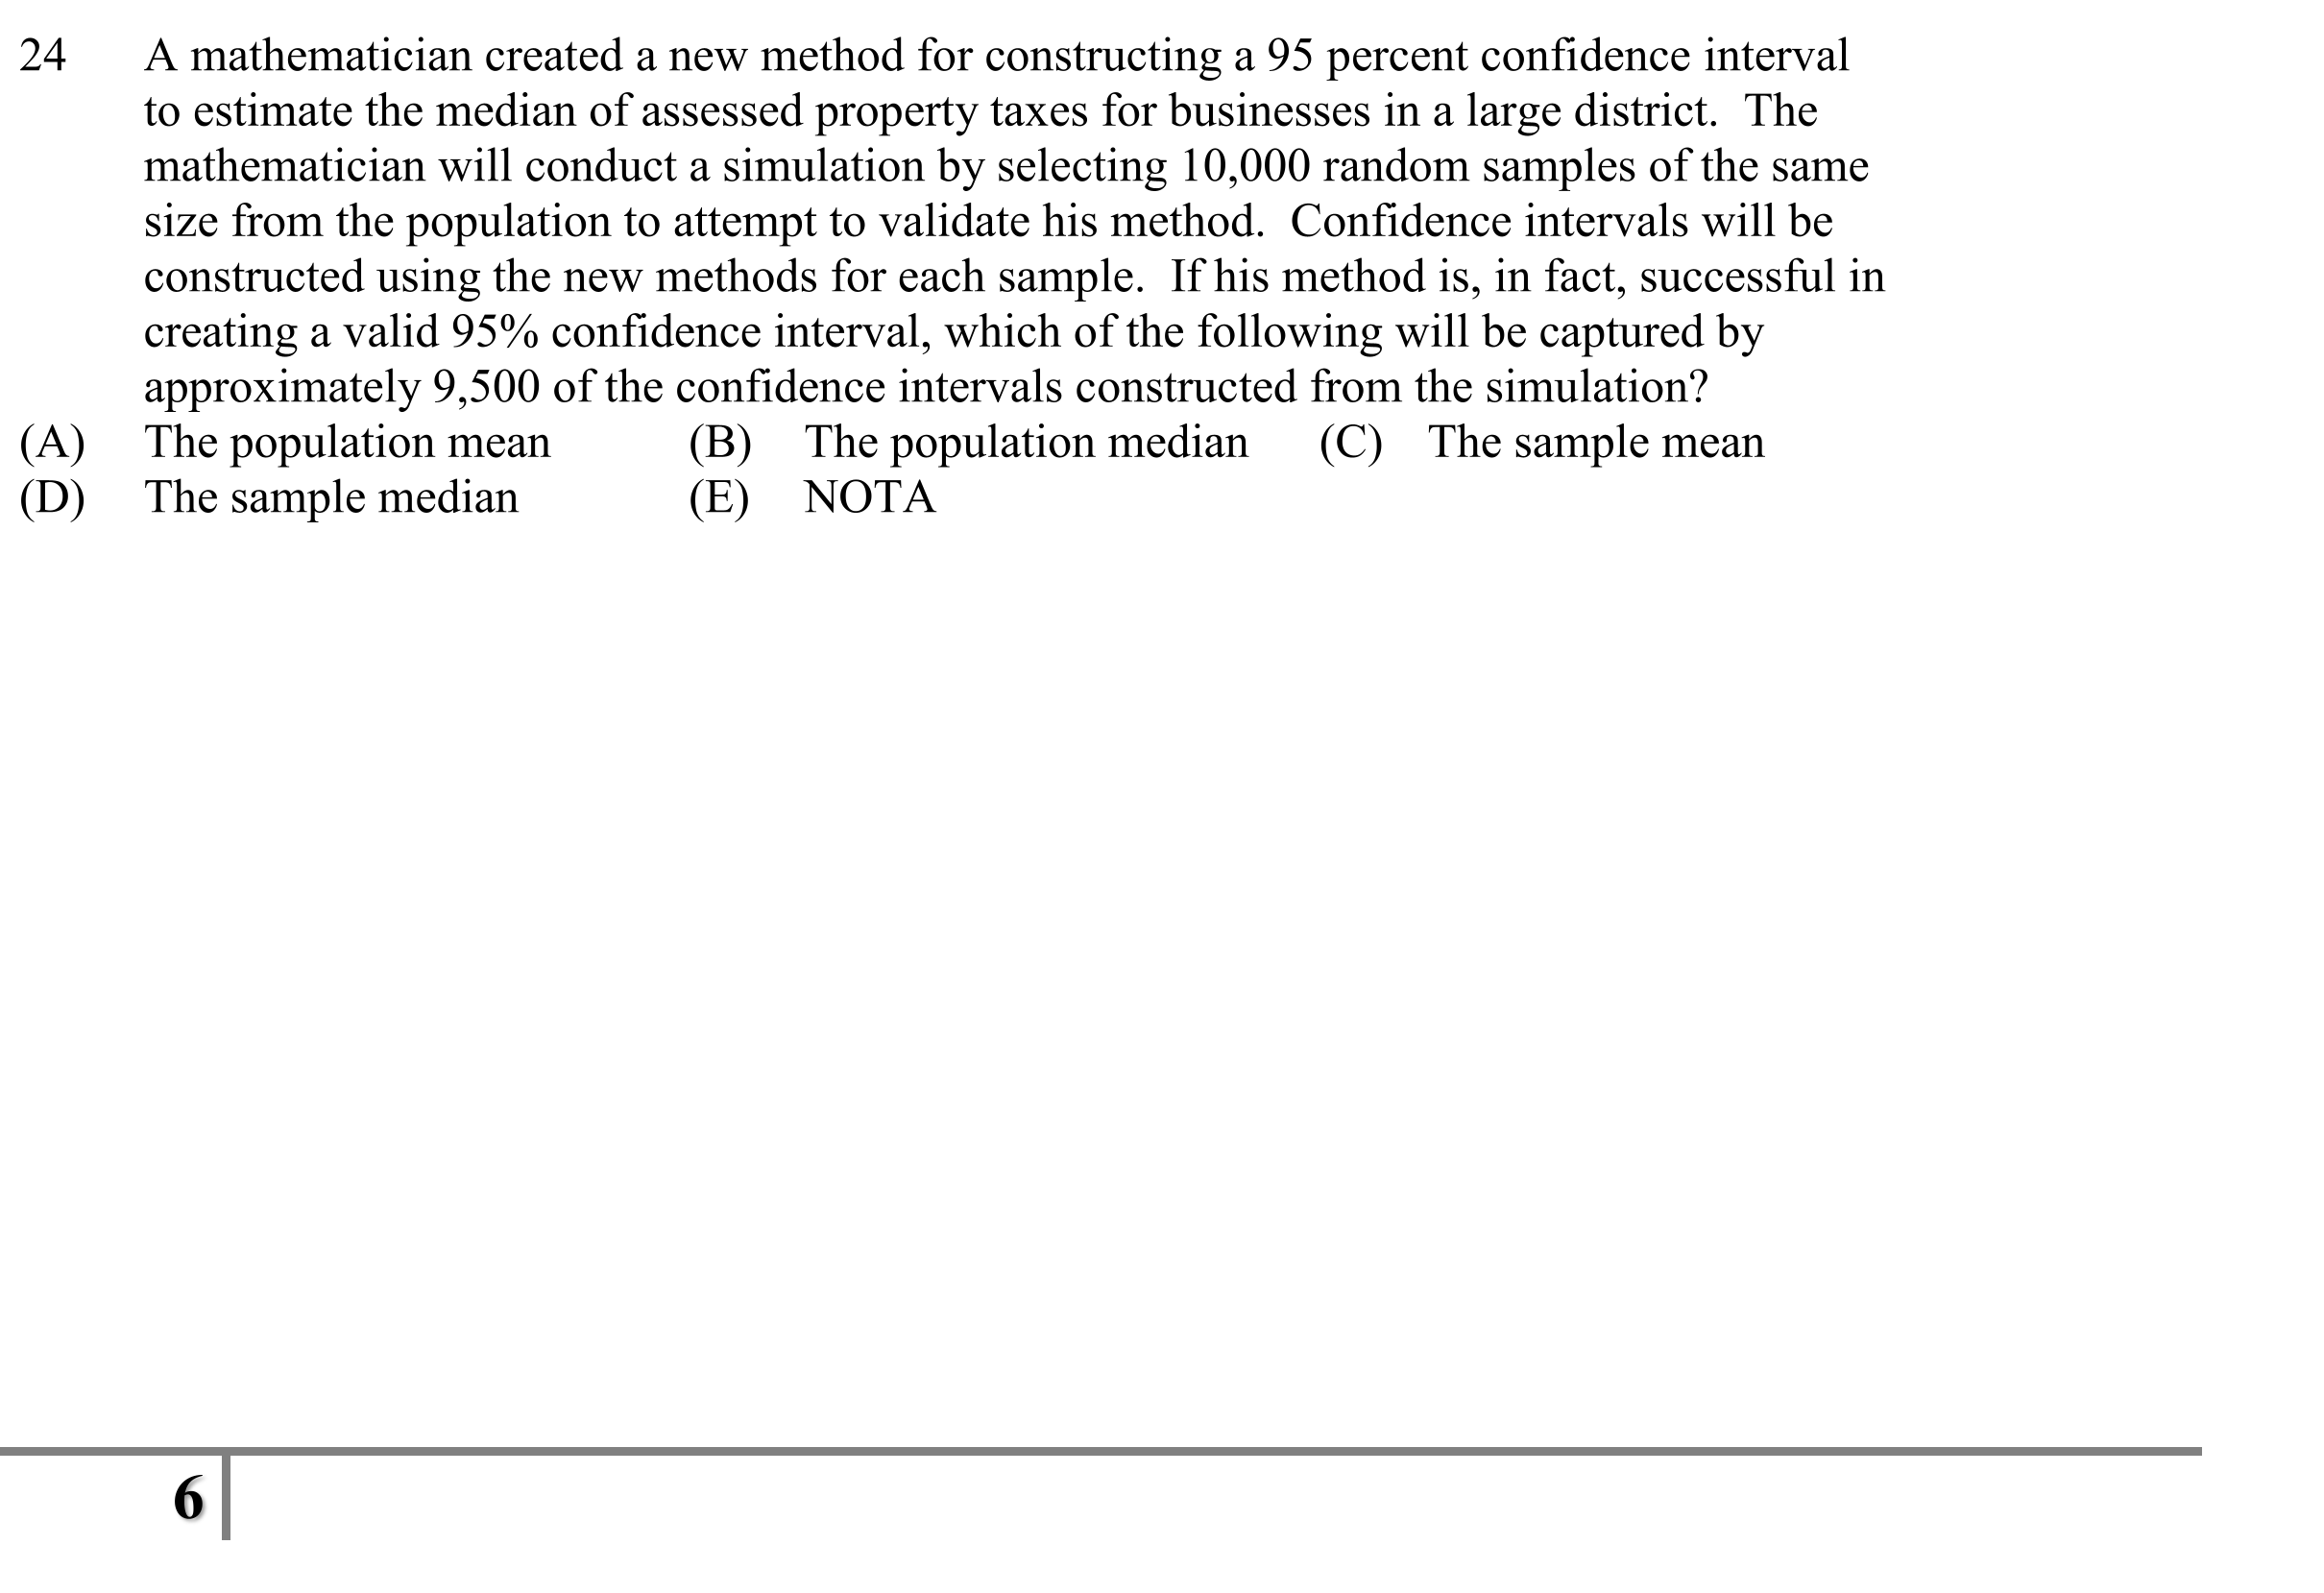 24 A mathematician created a new method for constructing a 95 percent confidence interval
to estimate the median of assessed property taxes for businesses in a large district. The
mathematician will conduct a simulation by selecting 10,000 random samples of the same
size from the population to attempt to validate his method. Confidence intervals will be
constructed using the new methods for each sample. If his method is, in fact, successful in
creating a valid 95% confidence interval, which of the following will be captured by
approximately 9,500 of the confidence intervals constructed from the simulation?
(A) The population mean (B) The population median (C) The sample mean
(D) The sample median (E) NOTA
6